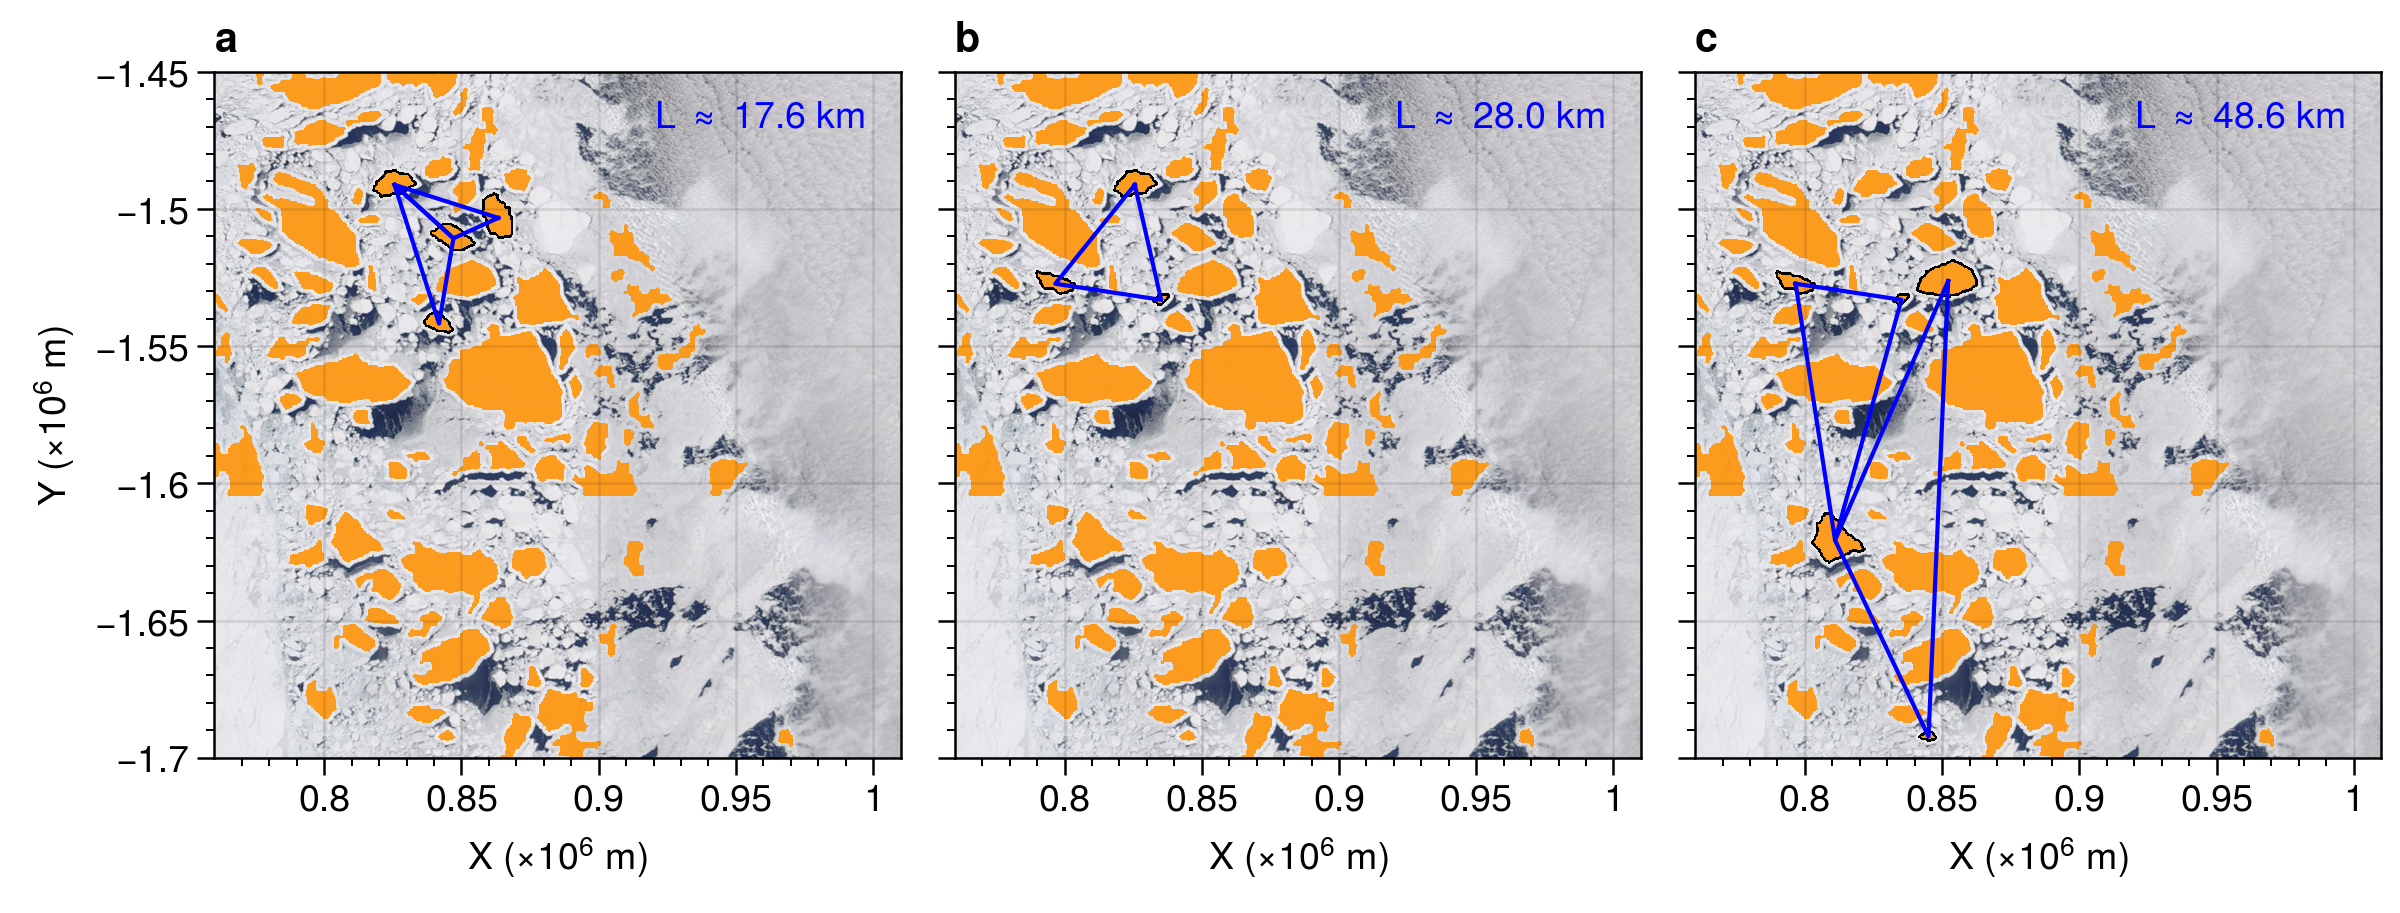 a b c
L ≈ 17.6 km L ≈ 28.0 km L ≈ 48.6 km
−1.45
−1.5
−1.55
−1.6
−1.65
−1.7
Y (×10⁶ m)
0.8 0.85 0.9 0.95 1 0.8 0.85 0.9 0.95 1 0.8 0.85 0.9 0.95 1
X (×10⁶ m) X (×10⁶ m) X (×10⁶ m)